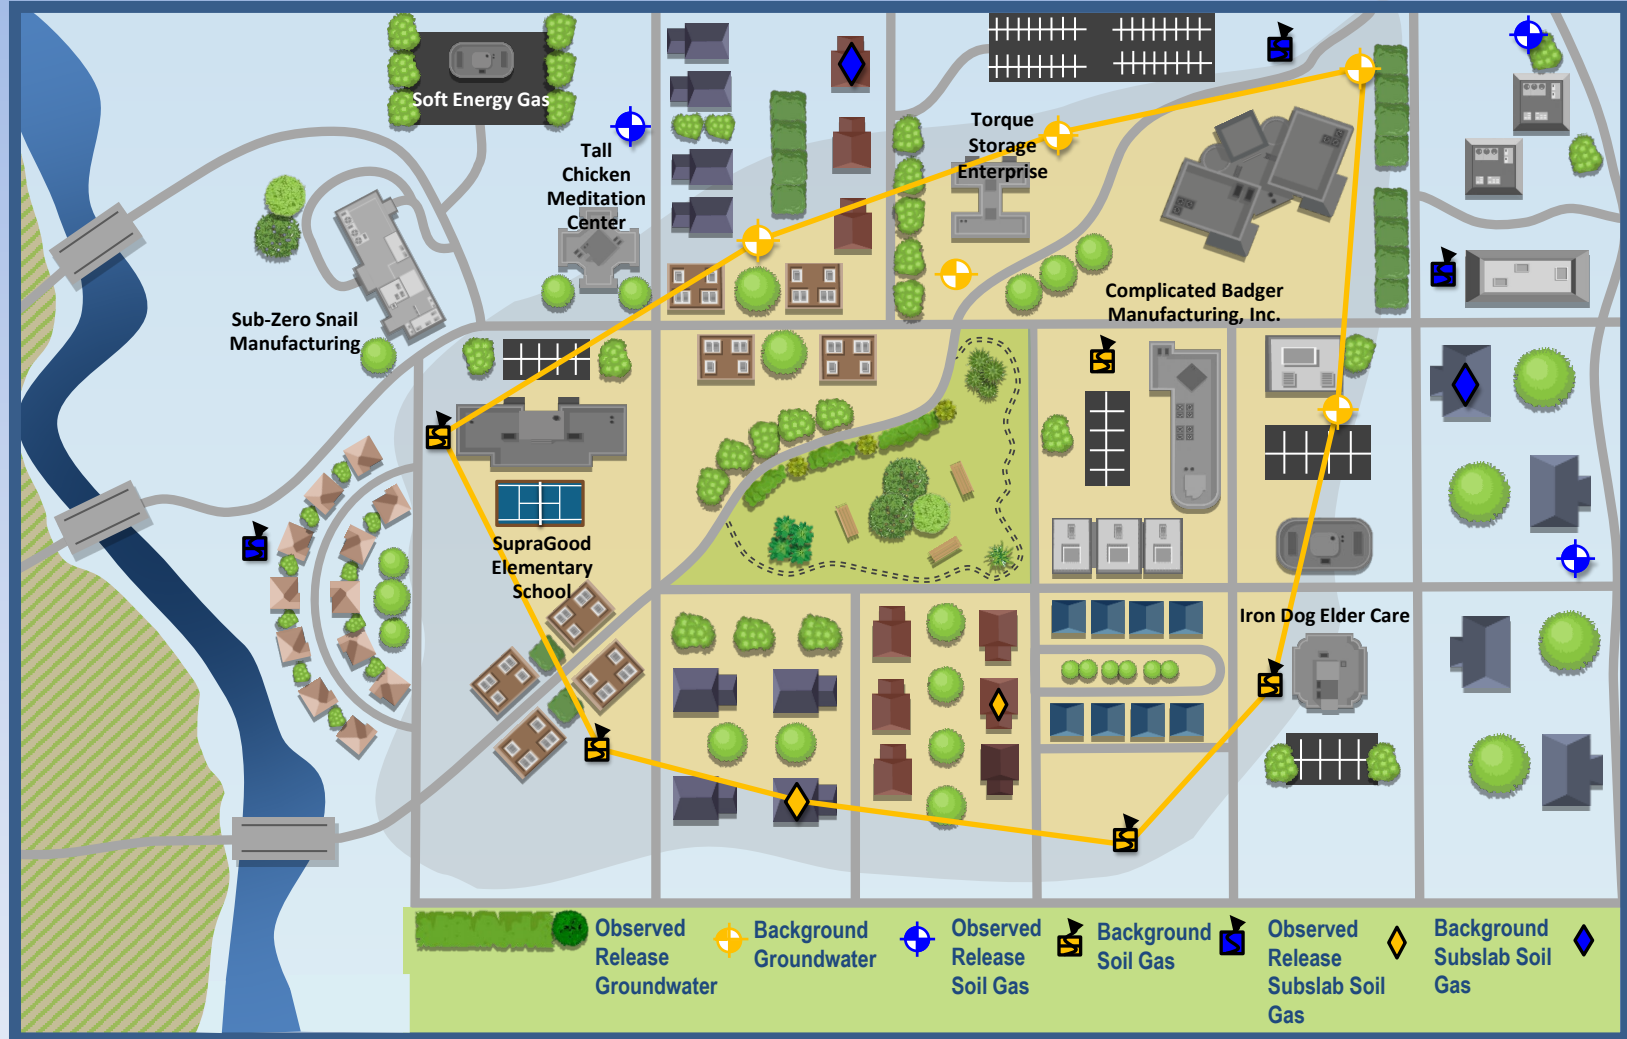 Soft Energy Gas
Tall
Chicken
Meditation
Center
Torque
Storage
Enterprise
Sub-Zero Snail
Manufacturing
Complicated Badger
Manufacturing, Inc.
SupraGood
Elementary
School
Iron Dog Elder Care
Observed
Release
Groundwater
Background
Groundwater
Observed
Release
Soil Gas
Background
Soil Gas
Observed
Release
Subslab Soil
Gas
Background
Subslab Soil
Gas